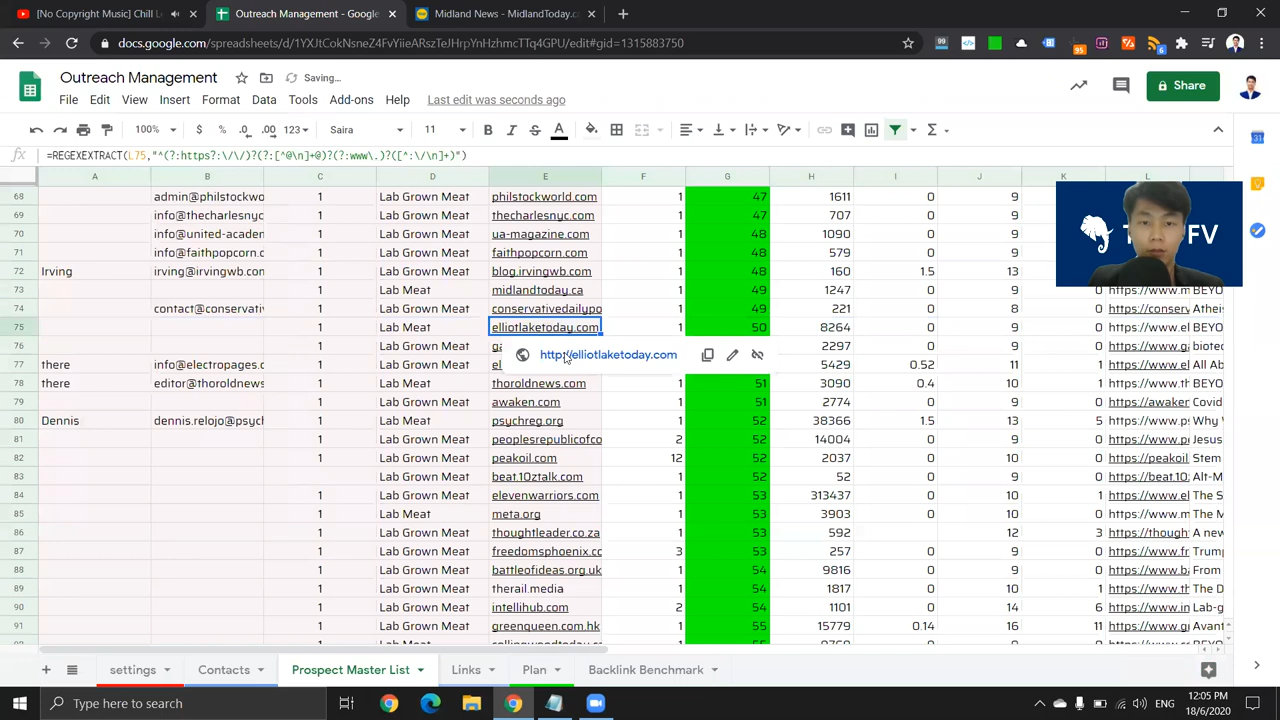 [No Copyright Music] Chill L
Outreach Management - Google
Midland News - MidlandToday.c
docs.google.com/spreadsheets/d/1YXJtCokNsneZ4FvYiieARszTeJHrpYnHzhmcTTq4GPU/edit#gid=1315883750
Outreach Management
Saving...
File Edit View Insert Format Data Tools Add-ons Help Last edit was seconds ago
Share
100% $ % .0 .00 123 Saira 11 B I S A
=REGEXEXTRACT(L75,"^(?:https?:\/\/)?(?:[^@\n]+@)?(?:www\.)?([^:\/\n]+)")
A B C D E F G H I J K L
68 admin@philstockwo 1 Lab Grown Meat philstockworld.com 1 47 1611 0 9
69 info@thecharlesnyc 1 Lab Grown Meat thecharlesnyc.com 1 47 707 0 9
70 info@united-academ 1 Lab Grown Meat ua-magazine.com 1 48 1090 0 9
71 info@faithpopcorn.c 1 Lab Grown Meat faithpopcorn.com 1 48 579 0 9
72 Irving irving@irvingwb.com 1 Lab Grown Meat blog.irvingwb.com 1 48 160 1.5 13
73 1 Lab Meat midlandtoday.ca 1 49 1247 0 9 0 https://www.m BEYO
74 contact@conservativ 1 Lab Grown Meat conservativedailypo 1 49 221 0 8 0 https://conserv Atheis
75 1 Lab Meat elliotlaketoday.com 1 50 8264 0 9 0 https://www.el BEYO
76 1 Lab Grown Meat ga 2297 0 9 0 https://www.ga biotec
http://elliotlaketoday.com
77 there info@electropages.c 1 Lab Grown Meat el 5429 0.52 11 1 https://www.el All Ab
78 there editor@thoroldnews. 1 Lab Meat thoroldnews.com 1 51 3090 0.4 10 0 https://www.th BEYO
79 1 Lab Meat awaken.com 1 51 2774 0 10 0 https://awaken Covid
80 Dennis dennis.relojo@psych 1 Lab Grown Meat psychreg.org 1 52 38366 1.5 13 5 https://www.ps Why V
81 1 Lab Grown Meat peoplesrepublicofco 2 52 14004 0 9 0 https://www.p Jesus
82 1 Lab Grown Meat peakoil.com 12 52 2037 0 10 0 https://peakoil. Stem
83 1 Lab Grown Meat beat.10ztalk.com 1 52 52 0 9 0 https://beat.10 Alt-M
84 1 Lab Grown Meat elevenwarriors.com 1 53 313437 0 10 1 https://www.el The S
85 1 Lab Meat meta.org 1 53 3903 0 10 0 https://www.m The M
86 1 Lab Grown Meat thoughtleader.co.za 1 53 592 12 3 https://though A new
87 1 Lab Grown Meat freedomsphoenix.cc 3 53 257 0 9 0 https://www.fr Trump
88 1 Lab Grown Meat battleofideas.org.uk 1 54 9816 0 9 0 https://www.ba From
89 1 Lab Grown Meat therail.media 1 54 1817 0 9 1 https://www.th The D
90 1 Lab Grown Meat intellihub.com 2 54 1101 0 14 6 https://www.in Lab-g
91 1 Lab Grown Meat greenqueen.com.hk 1 55 15779 0.14 16 11 https://www.gr Avant
settings Contacts Prospect Master List Links Plan Backlink Benchmark
Type here to search
ENG
12:05 PM
18/6/2020